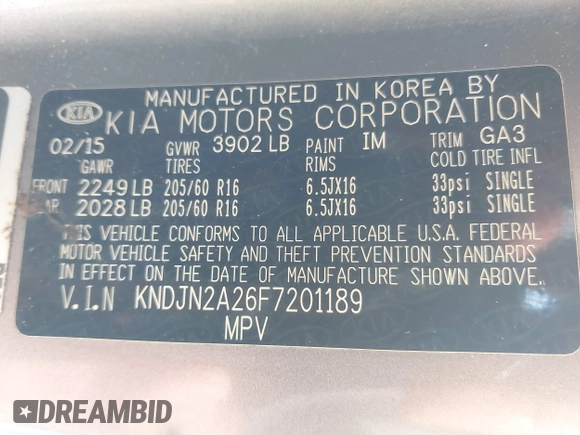 MANUFACTURED IN KOREA BY
KIA KIA MOTORS CORPORATION
02/15 GVWR 3902 LB PAINT IM TRIM GA3
GAWR TIRES RIMS COLD TIRE INFL
FRONT 2249 LB 205/60 R16 6.5JX16 33psi SINGLE
AR 2028 LB 205/60 R16 6.5JX16 33psi SINGLE
THIS VEHICLE CONFORMS TO ALL APPLICABLE U.S.A. FEDERAL
MOTOR VEHICLE SAFETY AND THEFT PREVENTION STANDARDS
IN EFFECT ON THE DATE OF MANUFACTURE SHOWN ABOVE.
V.I.N KNDJN2A26F7201189
MPV
DREAMBID